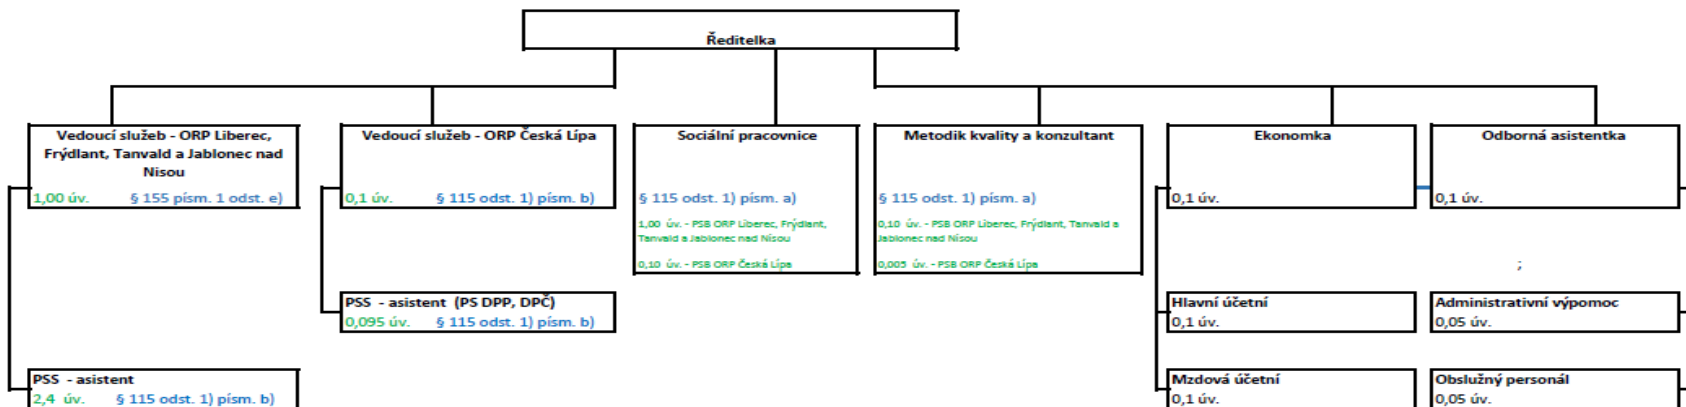 Ředitelka
Vedoucí služeb - ORP Liberec,
Frýdlant, Tanvald a Jablonec nad
Nisou
1,00 úv. § 155 písm. 1 odst. e)
Vedoucí služeb - ORP Česká Lípa
0,1 úv. § 115 odst. 1) písm. b)
Sociální pracovnice
§ 115 odst. 1) písm. a)
1,00 úv. - PSB ORP Liberec, Frýdlant,
Tanvald a Jablonec nad Nisou
0,10 úv. - PSB ORP Česká Lípa
Metodik kvality a konzultant
§ 115 odst. 1) písm. a)
0,10 úv. - PSB ORP Liberec, Frýdlant, Tanvald a
Jablonec nad Nisou
0,005 úv. - PSB ORP Česká Lípa
Ekonomka
0,1 úv.
Odborná asistentka
0,1 úv.
;
PSS - asistent (PS DPP, DPČ)
0,095 úv. § 115 odst. 1) písm. b)
Hlavní účetní
0,1 úv.
Administrativní výpomoc
0,05 úv.
PSS - asistent
2,4 úv. § 115 odst. 1) písm. b)
Mzdová účetní
0,1 úv.
Obslužný personál
0,05 úv.